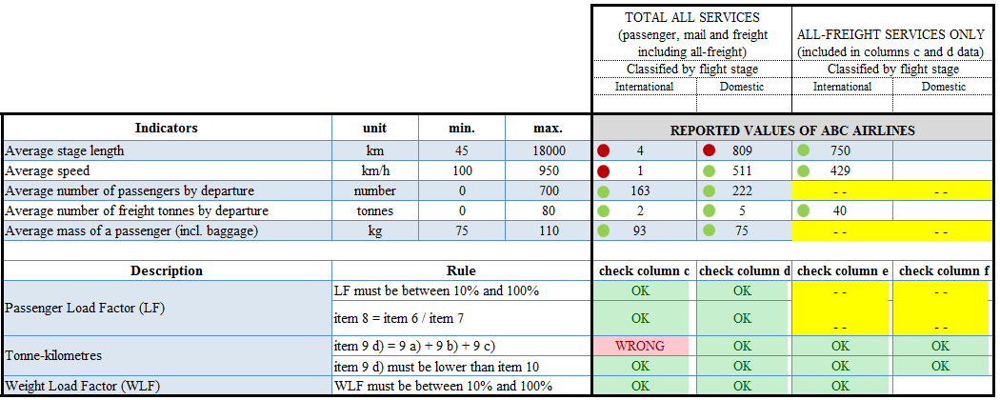 TOTAL ALL SERVICES
(passenger, mail and freight ALL-FREIGHT SERVICES ONLY
including all-freight) (included in columns c and d data)
Classified by flight stage Classified by flight stage
International Domestic International Domestic
Indicators unit min. max. REPORTED VALUES OF ABC AIRLINES
Average stage length km 45 18000 4 809 750
Average speed km/h 100 950 1 511 429
Average number of passengers by departure number 0 700 163 222 - - - -
Average number of freight tonnes by departure tonnes 0 80 2 5 40
Average mass of a passenger (incl. baggage) kg 75 110 93 75 - - - -
Description Rule check column c check column d check column e check column f
Passenger Load Factor (LF) LF must be between 10% and 100% OK OK - - - -
item 8 = item 6 / item 7 OK OK - - - -
Tonne-kilometres item 9 d) = 9 a) + 9 b) + 9 c) WRONG OK OK OK
item 9 d) must be lower than item 10 OK OK OK OK
Weight Load Factor (WLF) WLF must be between 10% and 100% OK OK OK